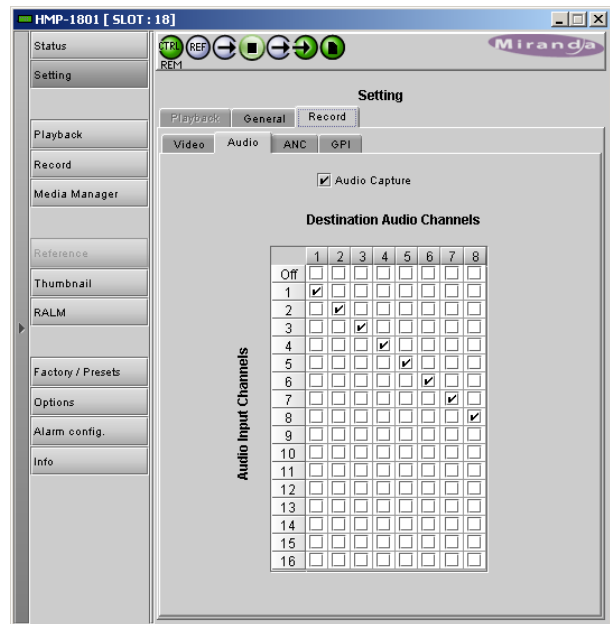 HMP-1801 [ SLOT : 18]
Status
Setting
Playback
Record
Media Manager
Reference
Thumbnail
RALM
Factory / Presets
Options
Alarm config.
Info
CTRL
REM
REF
Miranda
Setting
Playback General Record
Video Audio ANC GPI
Audio Capture
Destination Audio Channels
1 2 3 4 5 6 7 8
Audio Input Channels
Off
1
2
3
4
5
6
7
8
9
10
11
12
13
14
15
16